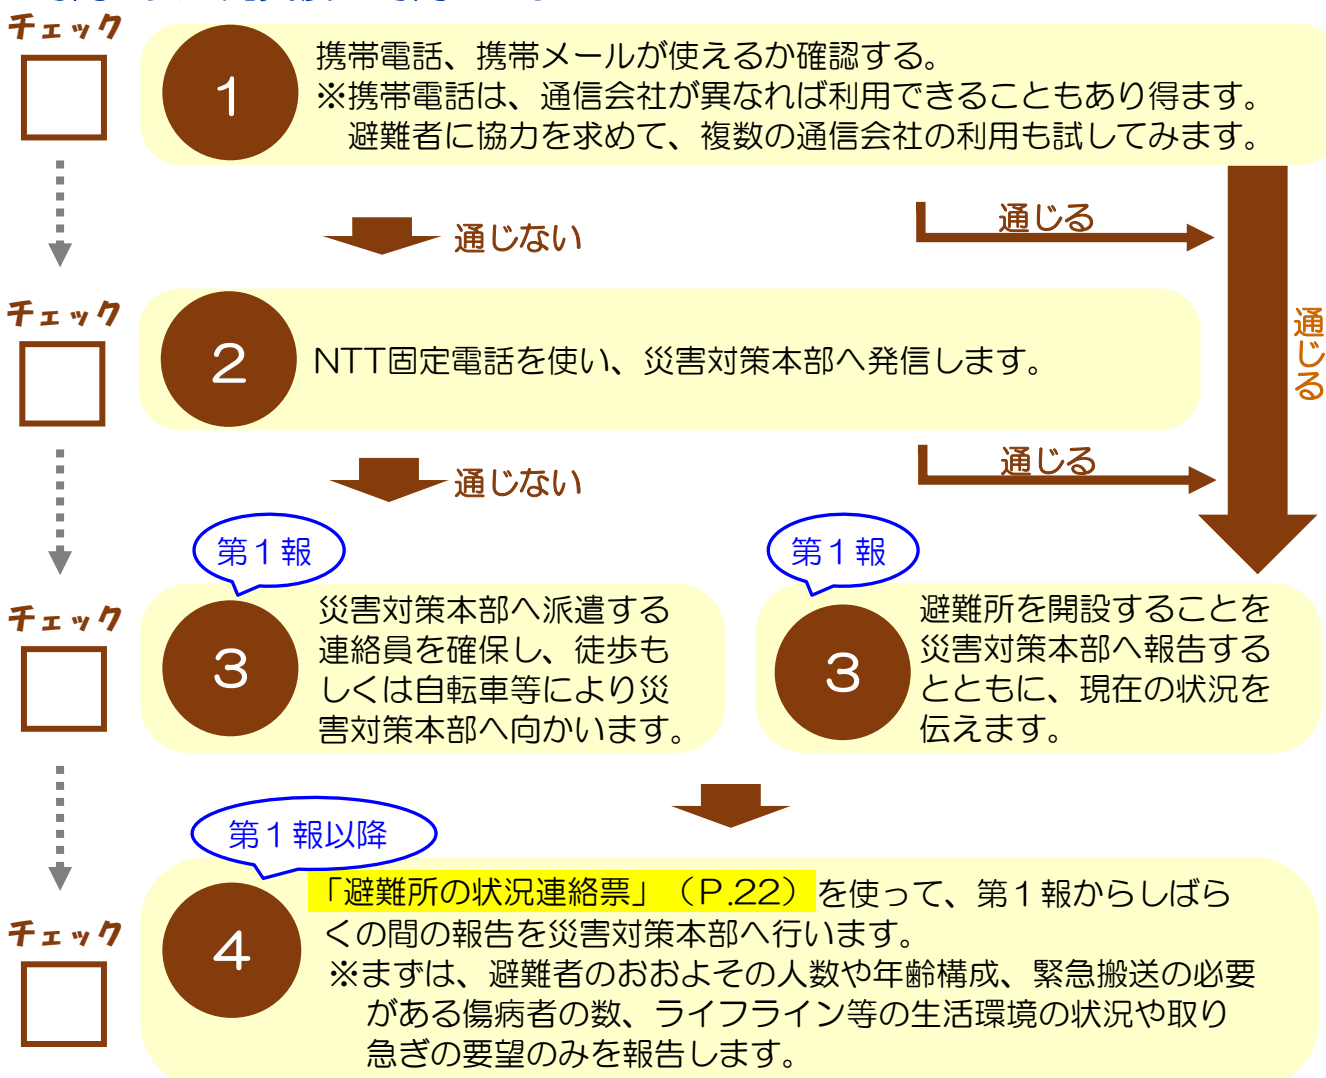 チェック
1
携帯電話、携帯メールが使えるか確認する。
※携帯電話は、通信会社が異なれば利用できることもあり得ます。
避難者に協力を求めて、複数の通信会社の利用も試してみます。
通じない
通じる
通じる
チェック
2
NTT固定電話を使い、災害対策本部へ発信します。
通じない
通じる
第1報
チェック
3
災害対策本部へ派遣する
連絡員を確保し、徒歩も
しくは自転車等により災
害対策本部へ向かいます。
第1報
3
避難所を開設することを
災害対策本部へ報告する
とともに、現在の状況を
伝えます。
第1報以降
チェック
4
「避難所の状況連絡票」（P.22）を使って、第1報からしばら
くの間の報告を災害対策本部へ行います。
※まずは、避難者のおおよその人数や年齢構成、緊急搬送の必要
がある傷病者の数、ライフライン等の生活環境の状況や取り
急ぎの要望のみを報告します。